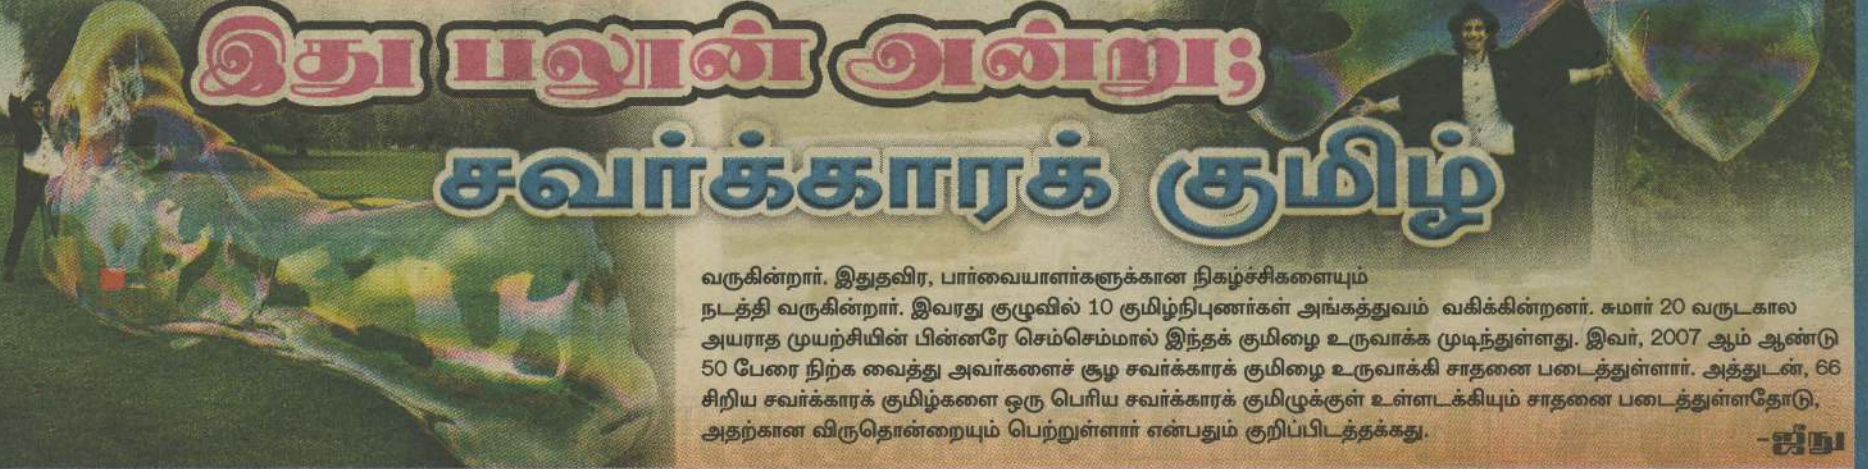 இது பலூன் அன்று;
சவர்க்காரக் குமிழ்
வருகின்றார். இதுதவிர, பார்வையாளர்களுக்கான நிகழ்ச்சிகளையும்
நடத்தி வருகின்றார். இவரது குழுவில் 10 குமிழ்நிபுணர்கள் அங்கத்துவம் வகிக்கின்றனர். சுமார் 20 வருடகால
அயராத முயற்சியின் பின்னரே செம்செம்மால் இந்தக் குமிழை உருவாக்க முடிந்துள்ளது. இவர், 2007 ஆம் ஆண்டு
50 பேரை நிற்க வைத்து அவர்களைச் சூழ சவர்க்காரக் குமிழை உருவாக்கி சாதனை படைத்துள்ளார். அத்துடன், 66
சிறிய சவர்க்காரக் குமிழ்களை ஒரு பெரிய சவர்க்காரக் குமிழுக்குள் உள்ளடக்கியும் சாதனை படைத்துள்ளதோடு,
அதற்கான விருதொன்றையும் பெற்றுள்ளார் என்பதும் குறிப்பிடத்தக்கது.
-ஜீநு